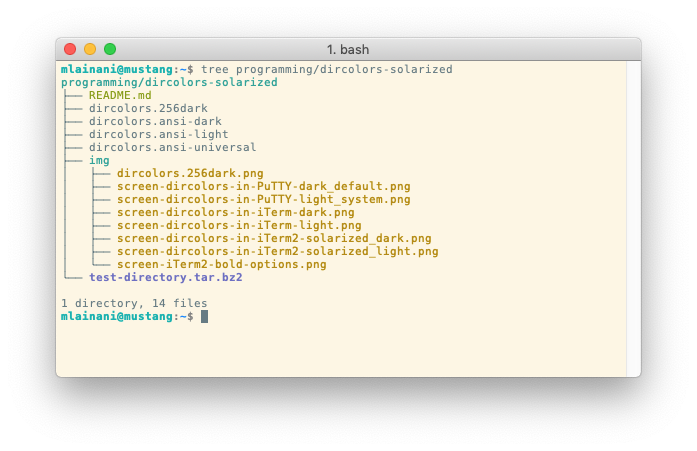 1. bash
mlainani@mustang:~$ tree programming/dircolors-solarized
programming/dircolors-solarized
├── README.md
├── dircolors.256dark
├── dircolors.ansi-dark
├── dircolors.ansi-light
├── dircolors.ansi-universal
├── img
│   ├── dircolors.256dark.png
│   ├── screen-dircolors-in-PuTTY-dark_default.png
│   ├── screen-dircolors-in-PuTTY-light_system.png
│   ├── screen-dircolors-in-iTerm-dark.png
│   ├── screen-dircolors-in-iTerm-light.png
│   ├── screen-dircolors-in-iTerm2-solarized_dark.png
│   ├── screen-dircolors-in-iTerm2-solarized_light.png
│   └── screen-iTerm2-bold-options.png
└── test-directory.tar.bz2
1 directory, 14 files
mlainani@mustang:~$